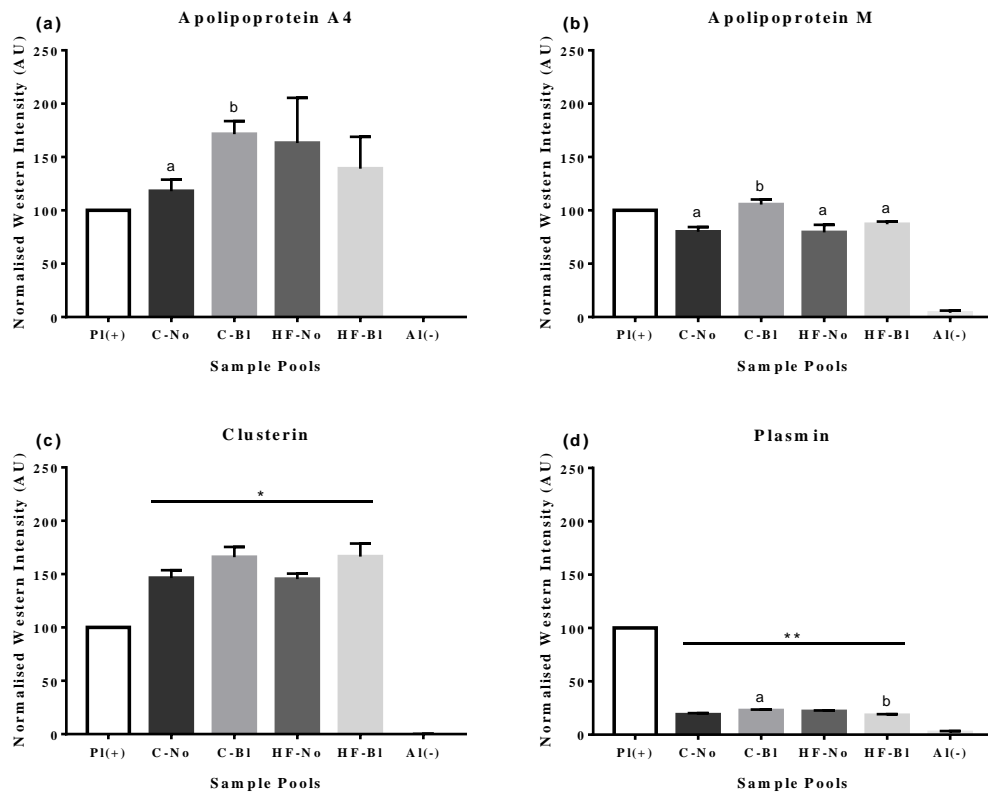 (a)
Apolipoprotein A4
Normalised Western Intensity (AU)
250
200
150
100
50
0
a
b
Pl(+) C-No C-Bl HF-No HF-Bl Al(-)
Sample Pools
(b)
Apolipoprotein M
Normalised Western Intensity (AU)
250
200
150
100
50
0
a
b
a
a
Pl(+) C-No C-Bl HF-No HF-Bl Al(-)
Sample Pools
(c)
Clusterin
Normalised Western Intensity (AU)
250
200
150
100
50
0
*
Pl(+) C-No C-Bl HF-No HF-Bl Al(-)
Sample Pools
(d)
Plasmin
Normalised Western Intensity (AU)
250
200
150
100
50
0
**
a
b
Pl(+) C-No C-Bl HF-No HF-Bl Al(-)
Sample Pools